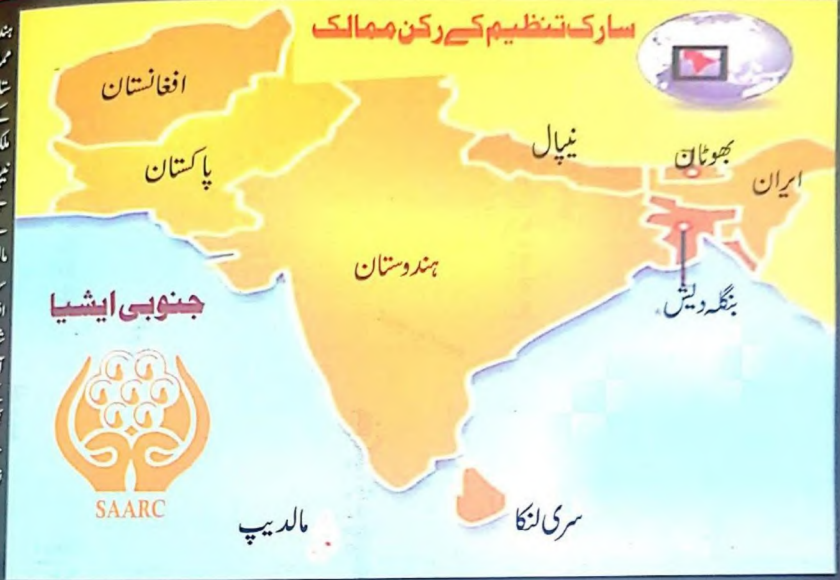 سارک تنظیم کے رکن ممالک
افغانستان
پاکستان
نیپال
بھوٹان
ایران
ہندوستان
بنگلہ دیش
جنوبی ایشیا
SAARC
مالدیپ
سری لنکا